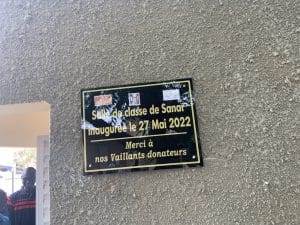 Salle de classe de Sanar
inaugurée le 27 Mai 2022
Merci à
nos Vaillants donateurs